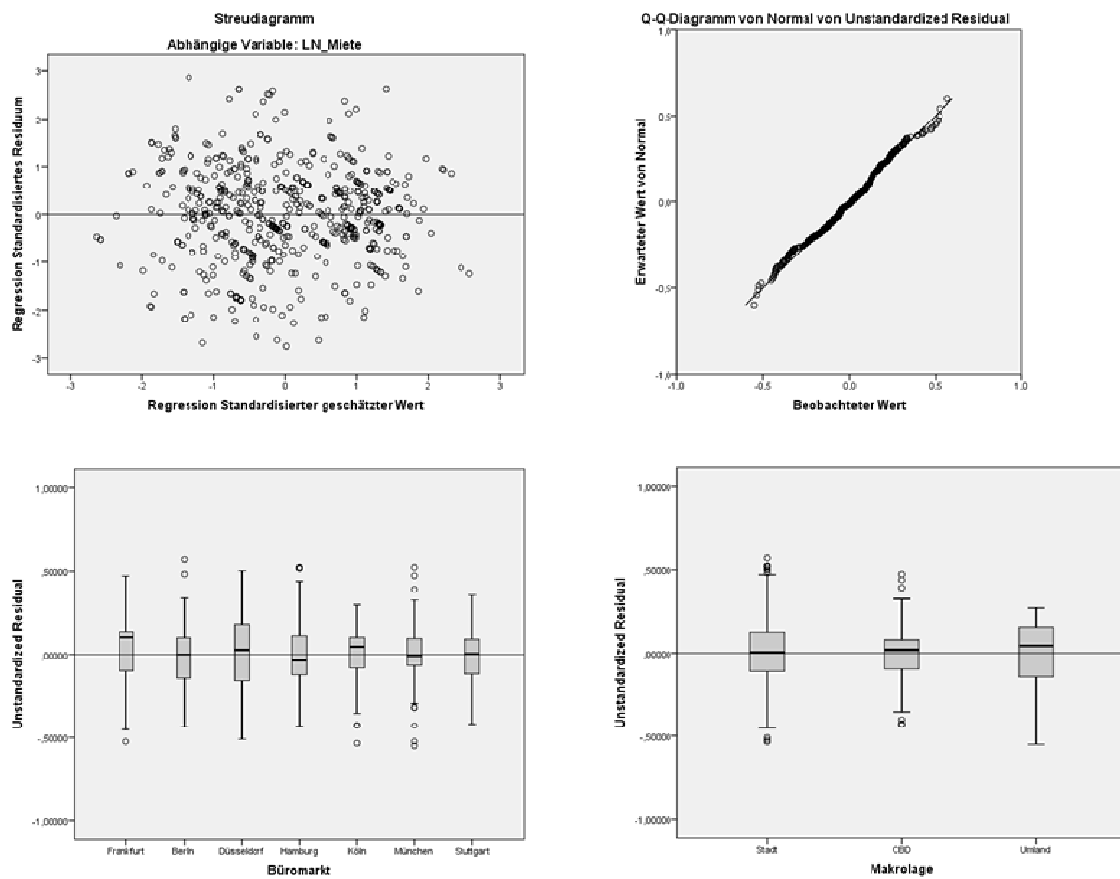 Streudiagramm
Abhängige Variable: LN_Miete
Regression Standardisiertes Residuum
3
2
1
0
-1
-2
-3
-3 -2 -1 0 1 2 3
Regression Standardisierter geschätzter Wert
Q-Q-Diagramm von Normal von Unstandardized Residual
Erwarteter Wert von Normal
1,0
0,5
0,0
-0,5
-1,0
-1,0 -0,5 0,0 0,5 1,0
Beobachteter Wert
Unstandardized Residual
1,00000
,50000
,00000
-,50000
-1,00000
Frankfurt Berlin Düsseldorf Hamburg Köln München Stuttgart
Büromarkt
Unstandardized Residual
1,00000
,50000
,00000
-,50000
-1,00000
Stadt CBD Umland
Makrolage